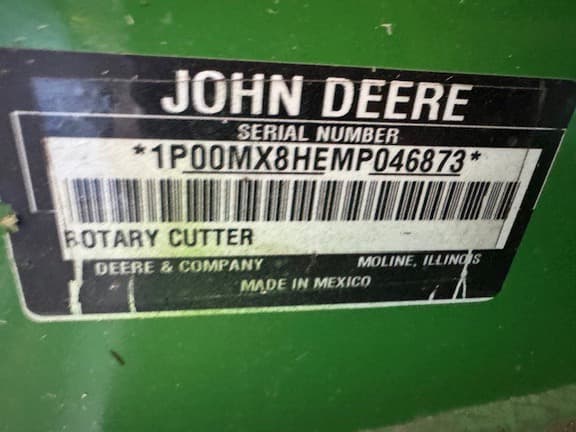 JOHN DEERE
SERIAL NUMBER
*1P00MX8HEMP046873*
ROTARY CUTTER
DEERE & COMPANY MOLINE, ILLINOIS
MADE IN MEXICO